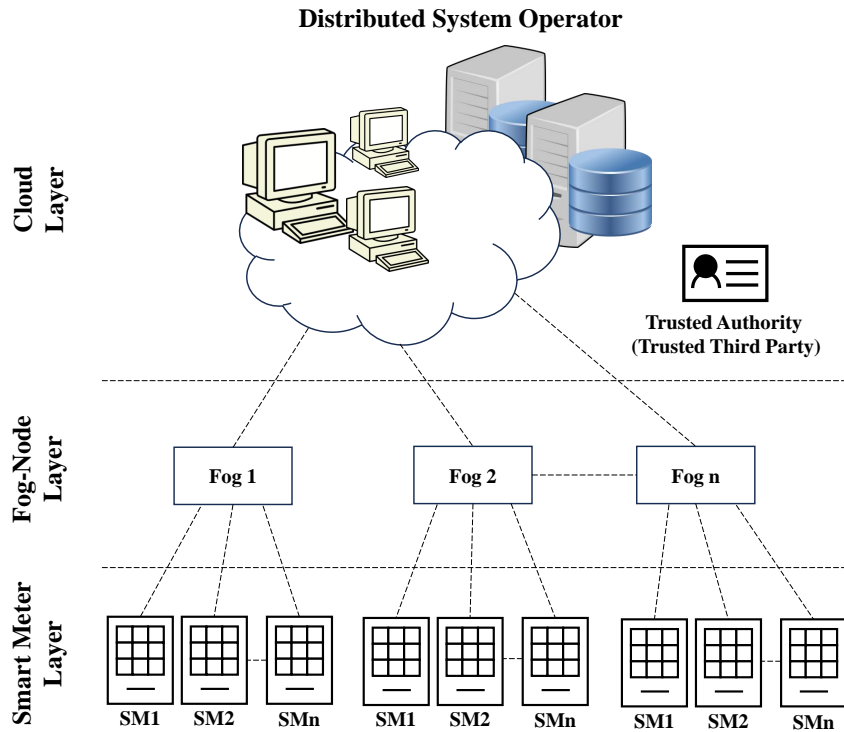 Distributed System Operator
Cloud
Layer
Trusted Authority
(Trusted Third Party)
Fog-Node
Layer
Fog 1
Fog 2
Fog n
Smart Meter
Layer
SM1
SM2
SMn
SM1
SM2
SMn
SM1
SM2
SMn